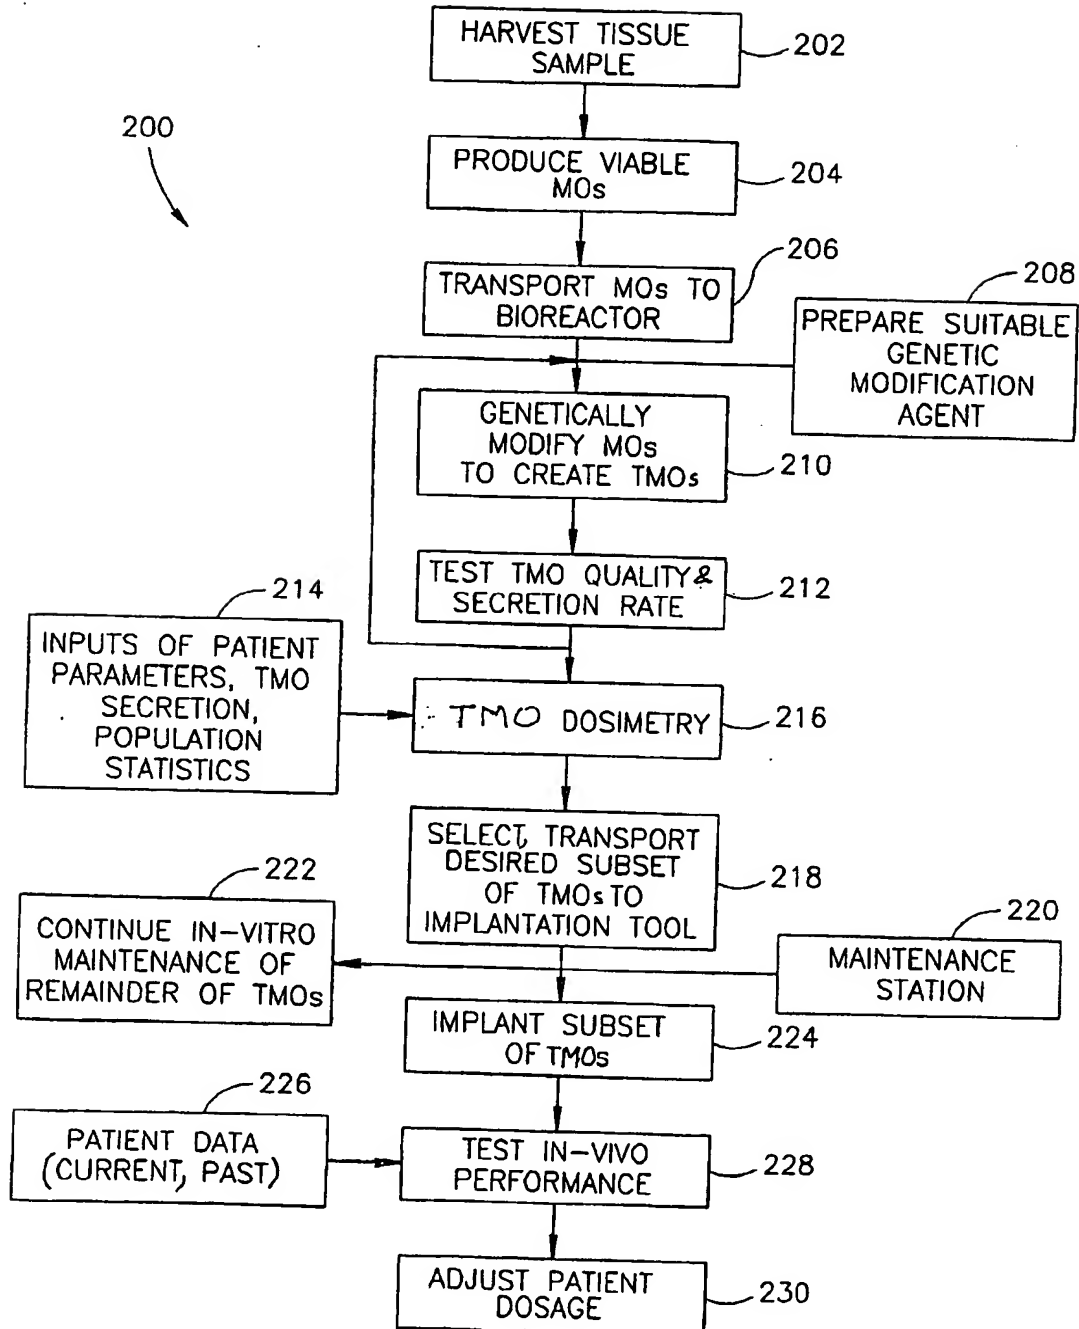 HARVEST TISSUE
SAMPLE
202
200
PRODUCE VIABLE
MOs
204
206
TRANSPORT MOs TO
BIOREACTOR
208
PREPARE SUITABLE
GENETIC
MODIFICATION
AGENT
GENETICALLY
MODIFY MOs
TO CREATE TMOs
210
TEST TMO QUALITY &
SECRETION RATE
212
214
INPUTS OF PATIENT
PARAMETERS, TMO
SECRETION,
POPULATION
STATISTICS
TMO DOSIMETRY
216
SELECT, TRANSPORT
DESIRED SUBSET
OF TMOs TO
IMPLANTATION TOOL
218
222
CONTINUE IN-VITRO
MAINTENANCE OF
REMAINDER OF TMOs
220
MAINTENANCE
STATION
IMPLANT SUBSET
OF TMOs
224
226
PATIENT DATA
(CURRENT, PAST)
TEST IN-VIVO
PERFORMANCE
228
ADJUST PATIENT
DOSAGE
230